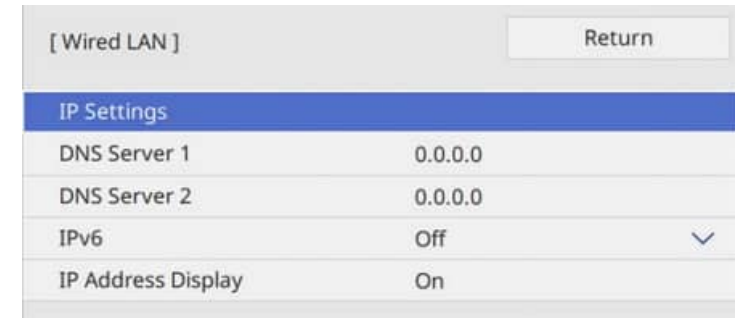 [ Wired LAN ] Return
IP Settings
DNS Server 1 0.0.0.0
DNS Server 2 0.0.0.0
IPv6 Off
IP Address Display On